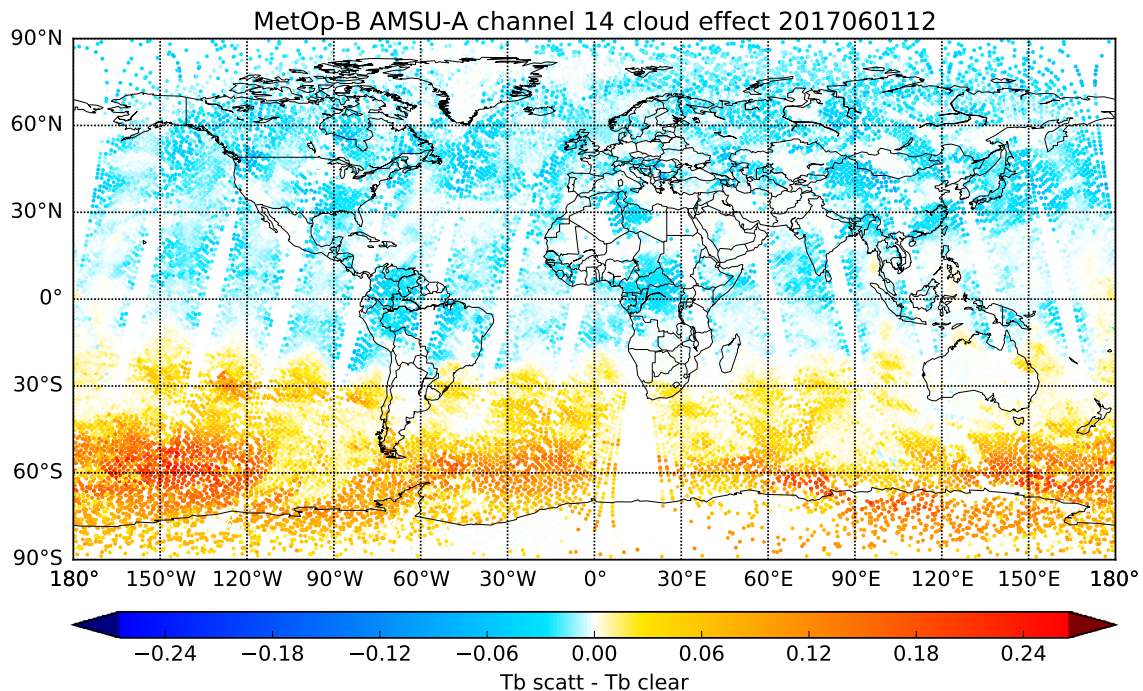 MetOp-B AMSU-A channel 14 cloud effect 2017060112
90°N
60°N
30°N
0°
30°S
60°S
90°S
180° 150°W 120°W 90°W 60°W 30°W 0° 30°E 60°E 90°E 120°E 150°E 180°
−0.24 −0.18 −0.12 −0.06 0.00 0.06 0.12 0.18 0.24
Tb scatt - Tb clear